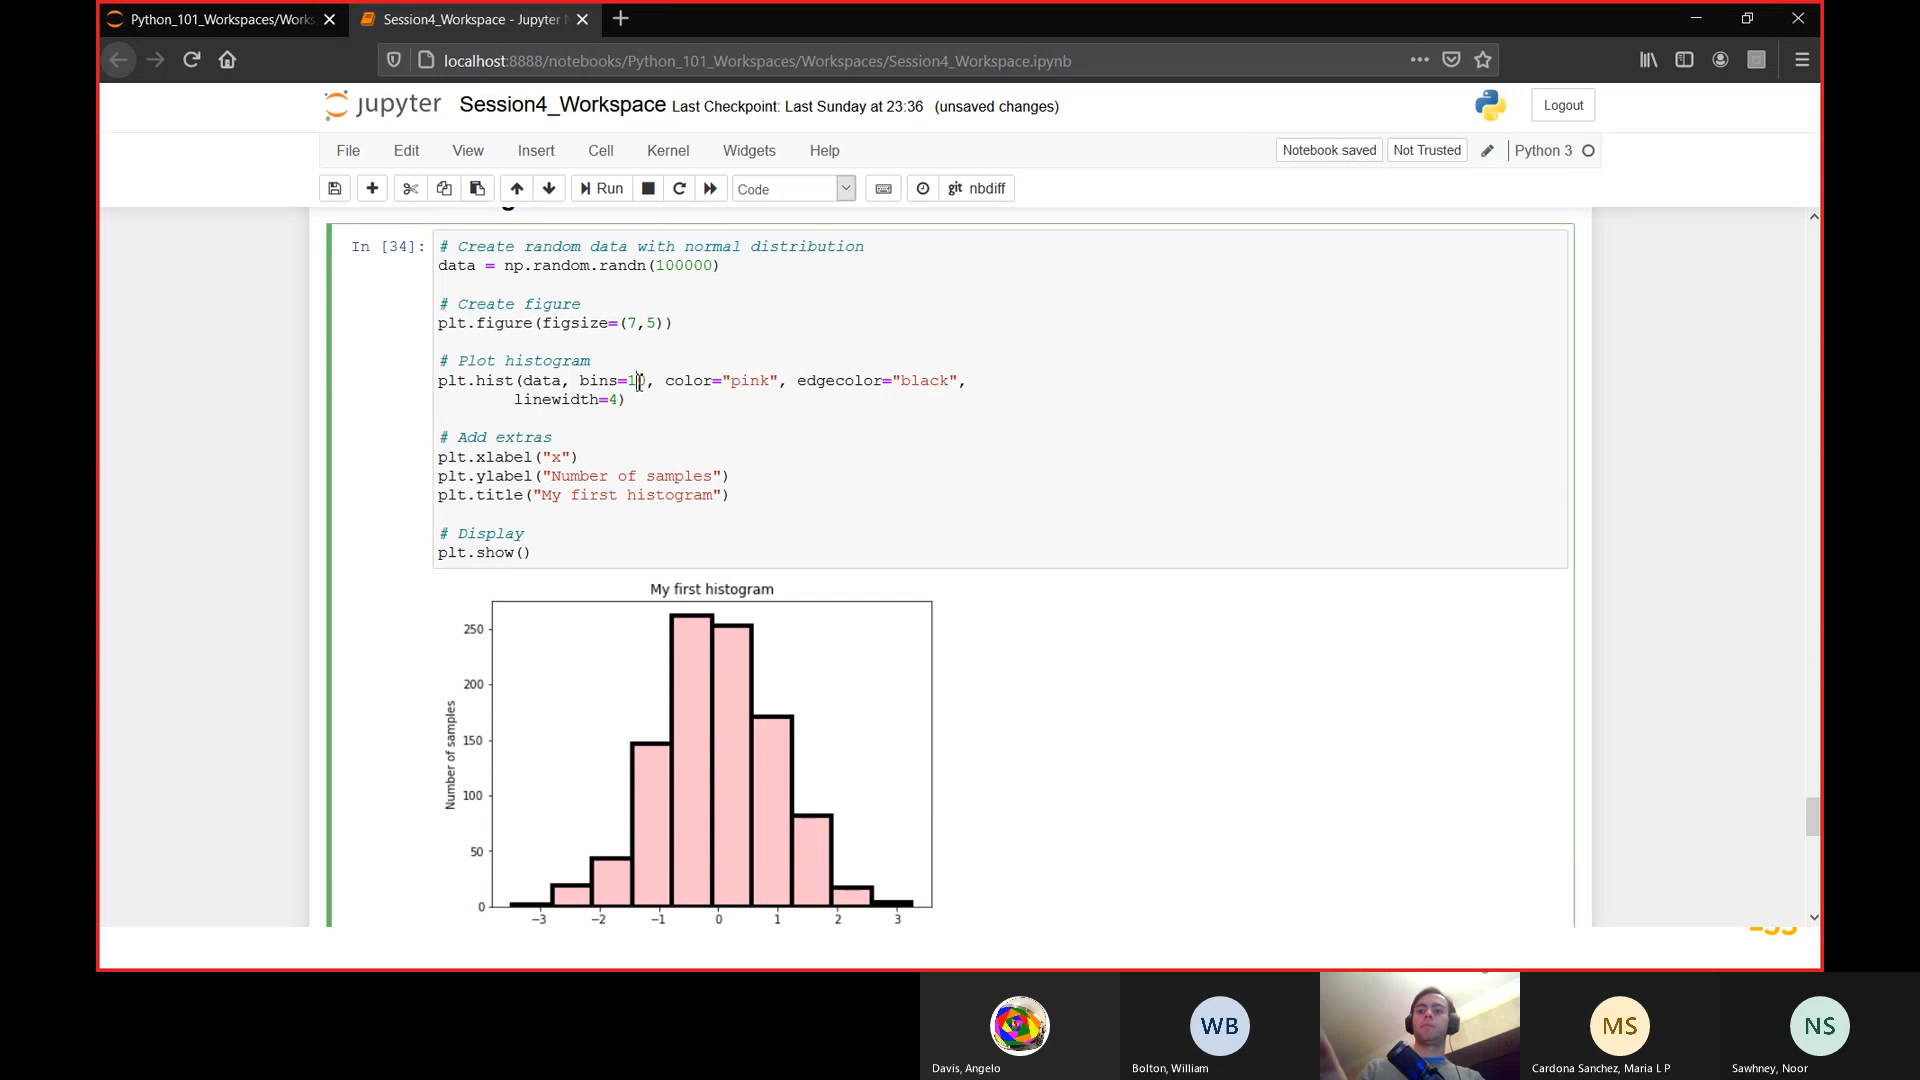 Python_101_Workspaces/Works
Session4_Workspace - Jupyter N
localhost:8888/notebooks/Python_101_Workspaces/Workspaces/Session4_Workspace.ipynb
jupyter Session4_Workspace Last Checkpoint: Last Sunday at 23:36 (unsaved changes)
Logout
File Edit View Insert Cell Kernel Widgets Help
Notebook saved Not Trusted Python 3
Run Code git nbdiff
In [34]:
# Create random data with normal distribution
data = np.random.randn(100000)
# Create figure
plt.figure(figsize=(7,5))
# Plot histogram
plt.hist(data, bins=10, color="pink", edgecolor="black",
linewidth=4)
# Add extras
plt.xlabel("x")
plt.ylabel("Number of samples")
plt.title("My first histogram")
# Display
plt.show()
My first histogram
Number of samples
250
200
150
100
50
0
−3 −2 −1 0 1 2 3
WB MS NS
Davis, Angelo
Bolton, William
Cardona Sanchez, Maria L P
Sawhney, Noor